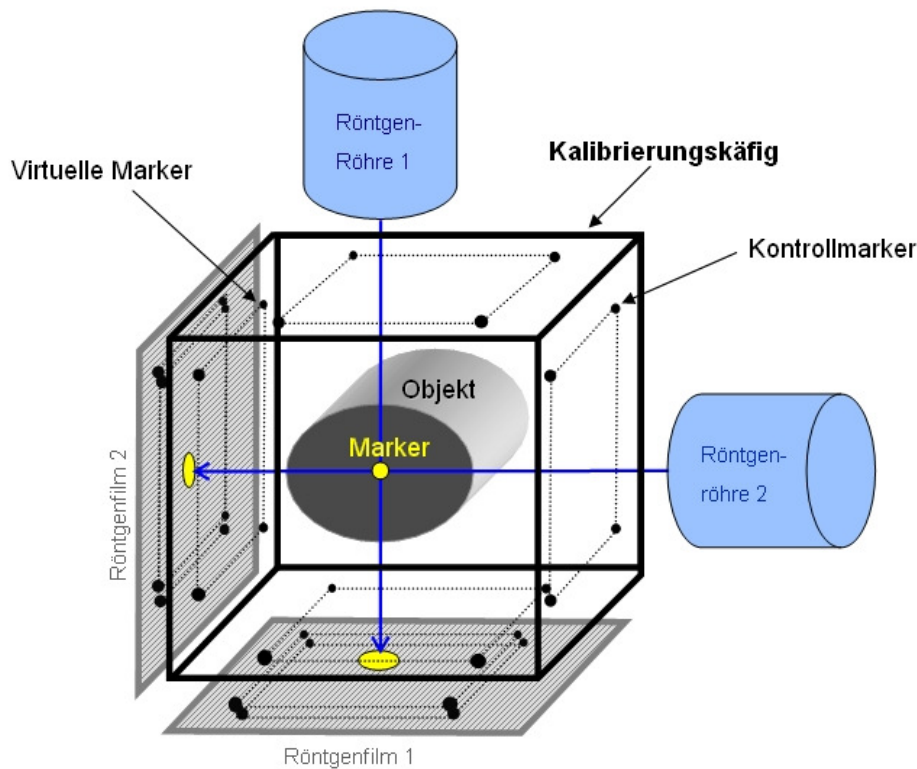 Röntgen-
Röhre 1
Kalibrierungskäfig
Virtuelle Marker
Kontrollmarker
Objekt
Marker
Röntgen-
röhre 2
Röntgenfilm 2
Röntgenfilm 1